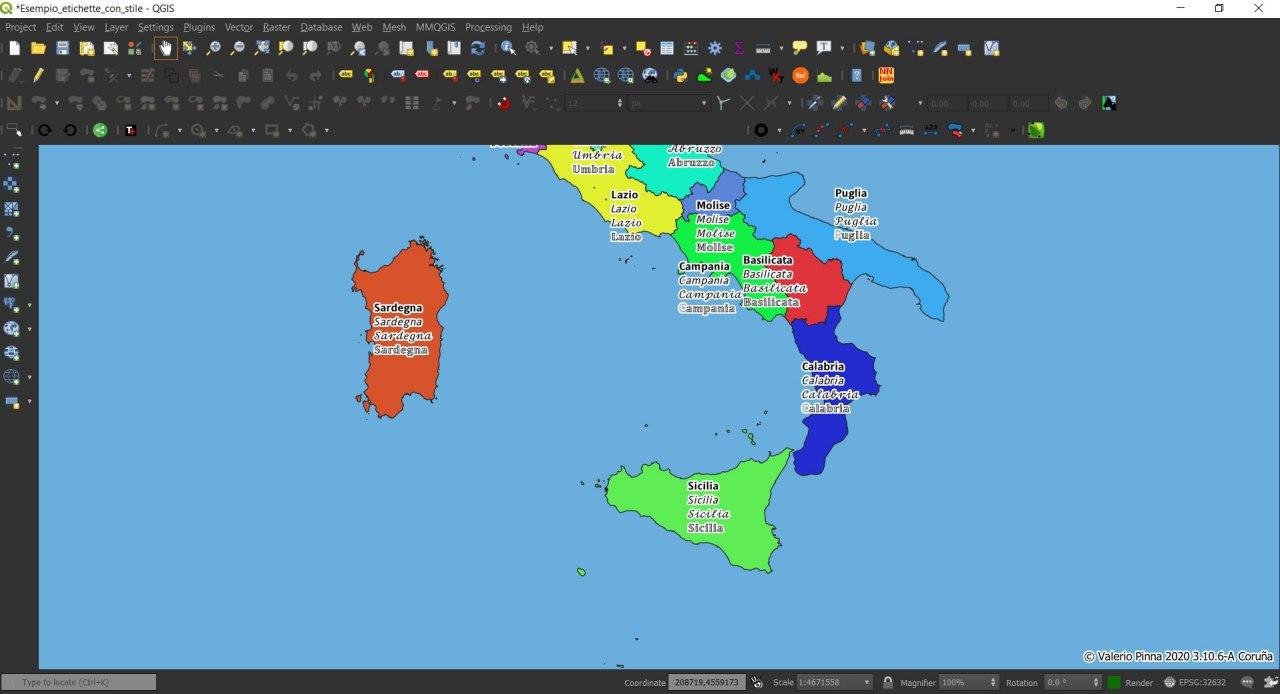 *Esempio_etichette_con_stile - QGIS
Project Edit View Layer Settings Plugins Vector Raster Database Web Mesh MMQGIS Processing Help
12 px 0.00 0.00 0.00
Umbria
Umbria
Abruzzo
Abruzzo
Lazio
Lazio
Lazio
Lazio
Molise
Molise
Molise
Molise
Puglia
Puglia
Puglia
Puglia
Campania
Campania
Campania
Campania
Basilicata
Basilicata
Basilicata
Basilicata
Sardegna
Sardegna
Sardegna
Sardegna
Calabria
Calabria
Calabria
Calabria
Sicilia
Sicilia
Sicilia
Sicilia
© Valerio Pinna 2020 3.10.6-A Coruña
Type to locate (Ctrl+K) Coordinate 208719,4559173 Scale 1:4671558 Magnifier 100% Rotation 0.0 ° Render EPSG:32632